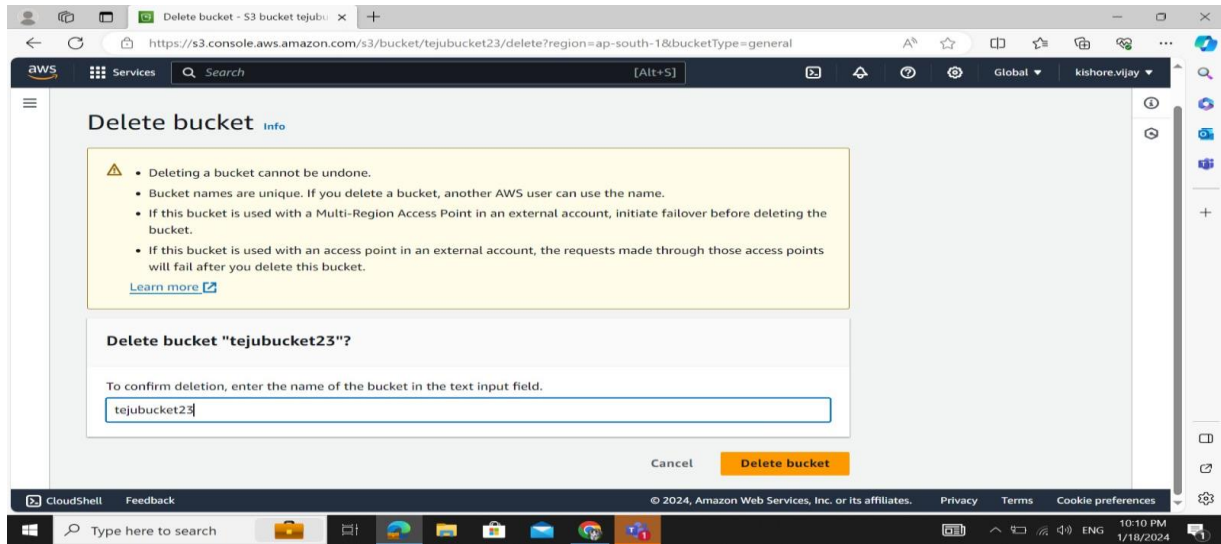 Delete bucket - S3 bucket tejubu
https://s3.console.aws.amazon.com/s3/bucket/tejubucket23/delete?region=ap-south-1&bucketType=general
aws Services Search [Alt+S] Global kishore.vijay
Delete bucket Info
• Deleting a bucket cannot be undone.
• Bucket names are unique. If you delete a bucket, another AWS user can use the name.
• If this bucket is used with a Multi-Region Access Point in an external account, initiate failover before deleting the
bucket.
• If this bucket is used with an access point in an external account, the requests made through those access points
will fail after you delete this bucket.
Learn more
Delete bucket "tejubucket23"?
To confirm deletion, enter the name of the bucket in the text input field.
tejubucket23
Cancel Delete bucket
CloudShell Feedback © 2024, Amazon Web Services, Inc. or its affiliates. Privacy Terms Cookie preferences
Type here to search ENG 10:10 PM
1/18/2024